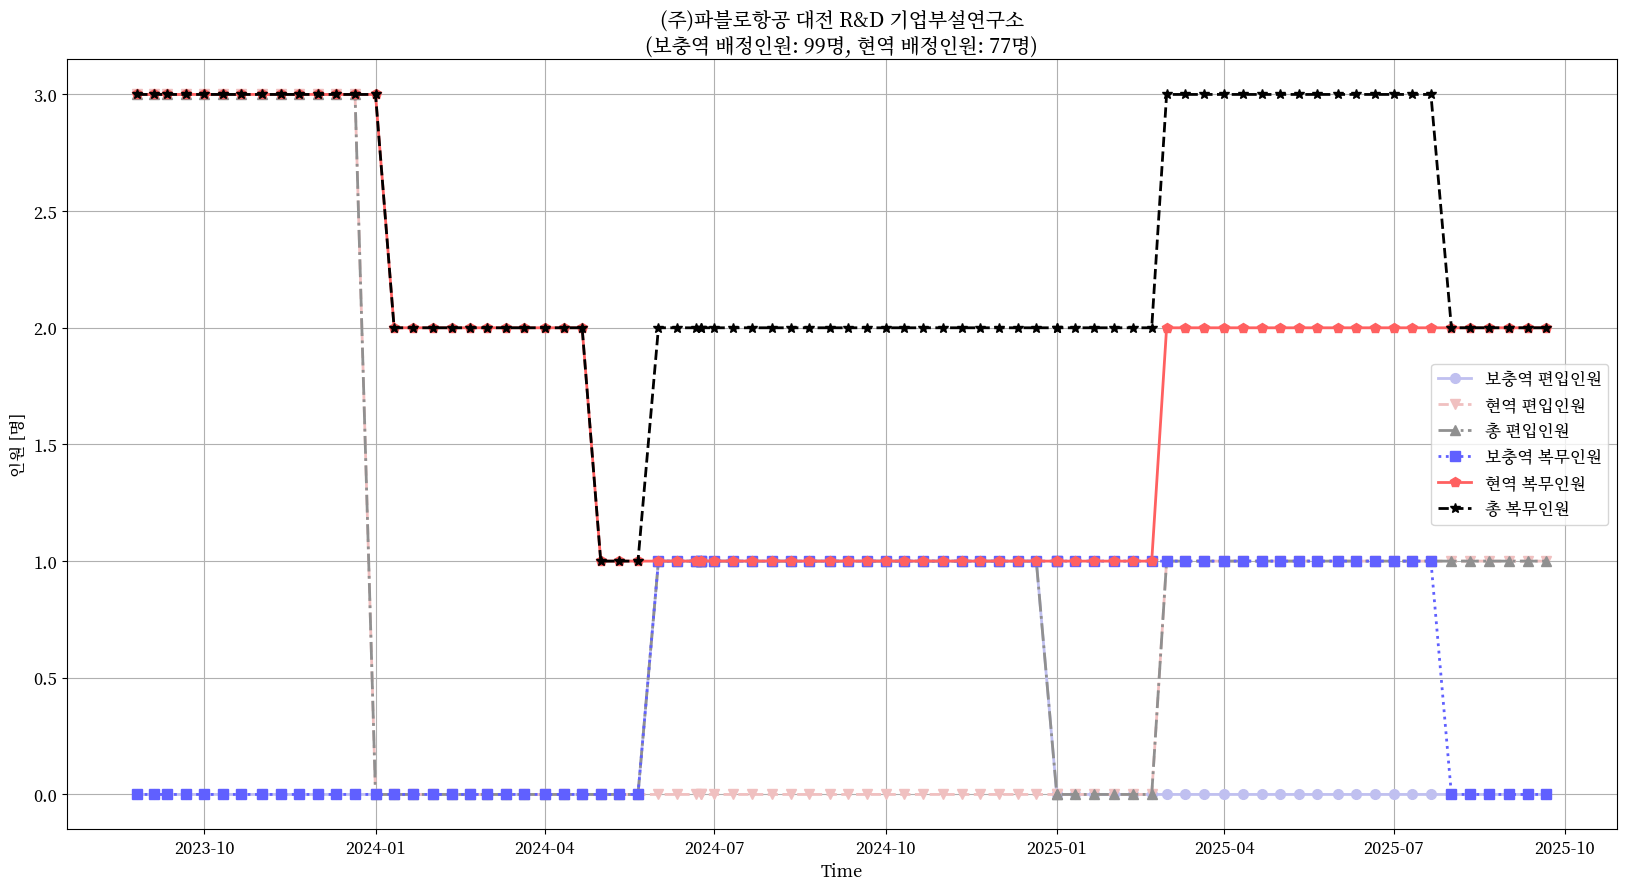 (주)파블로항공 대전 R&D 기업부설연구소
(보충역 배정인원: 99명, 현역 배정인원: 77명)
3.0
2.5
2.0
1.5
1.0
0.5
0.0
인원 [명]
보충역 편입인원
현역 편입인원
총 편입인원
보충역 복무인원
현역 복무인원
총 복무인원
2023-10
2024-01
2024-04
2024-07
2024-10
2025-01
2025-04
2025-07
2025-10
Time